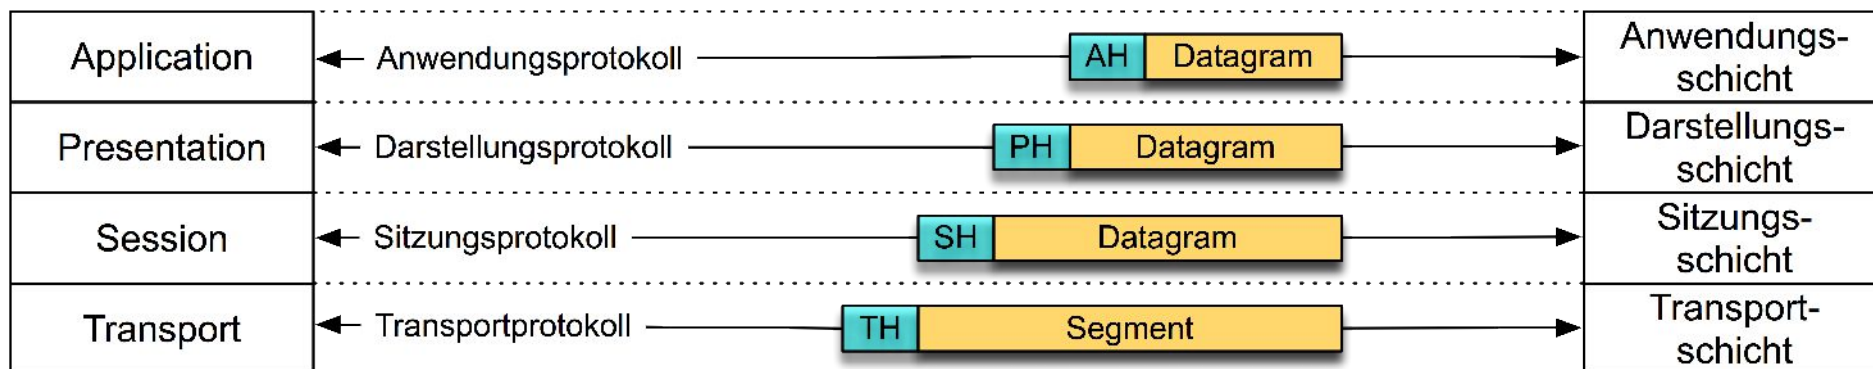 Application ← Anwendungsprotokoll AH Datagram Anwendungs-
schicht
Presentation ← Darstellungsprotokoll PH Datagram Darstellungs-
schicht
Session ← Sitzungsprotokoll SH Datagram Sitzungs-
schicht
Transport ← Transportprotokoll TH Segment Transport-
schicht